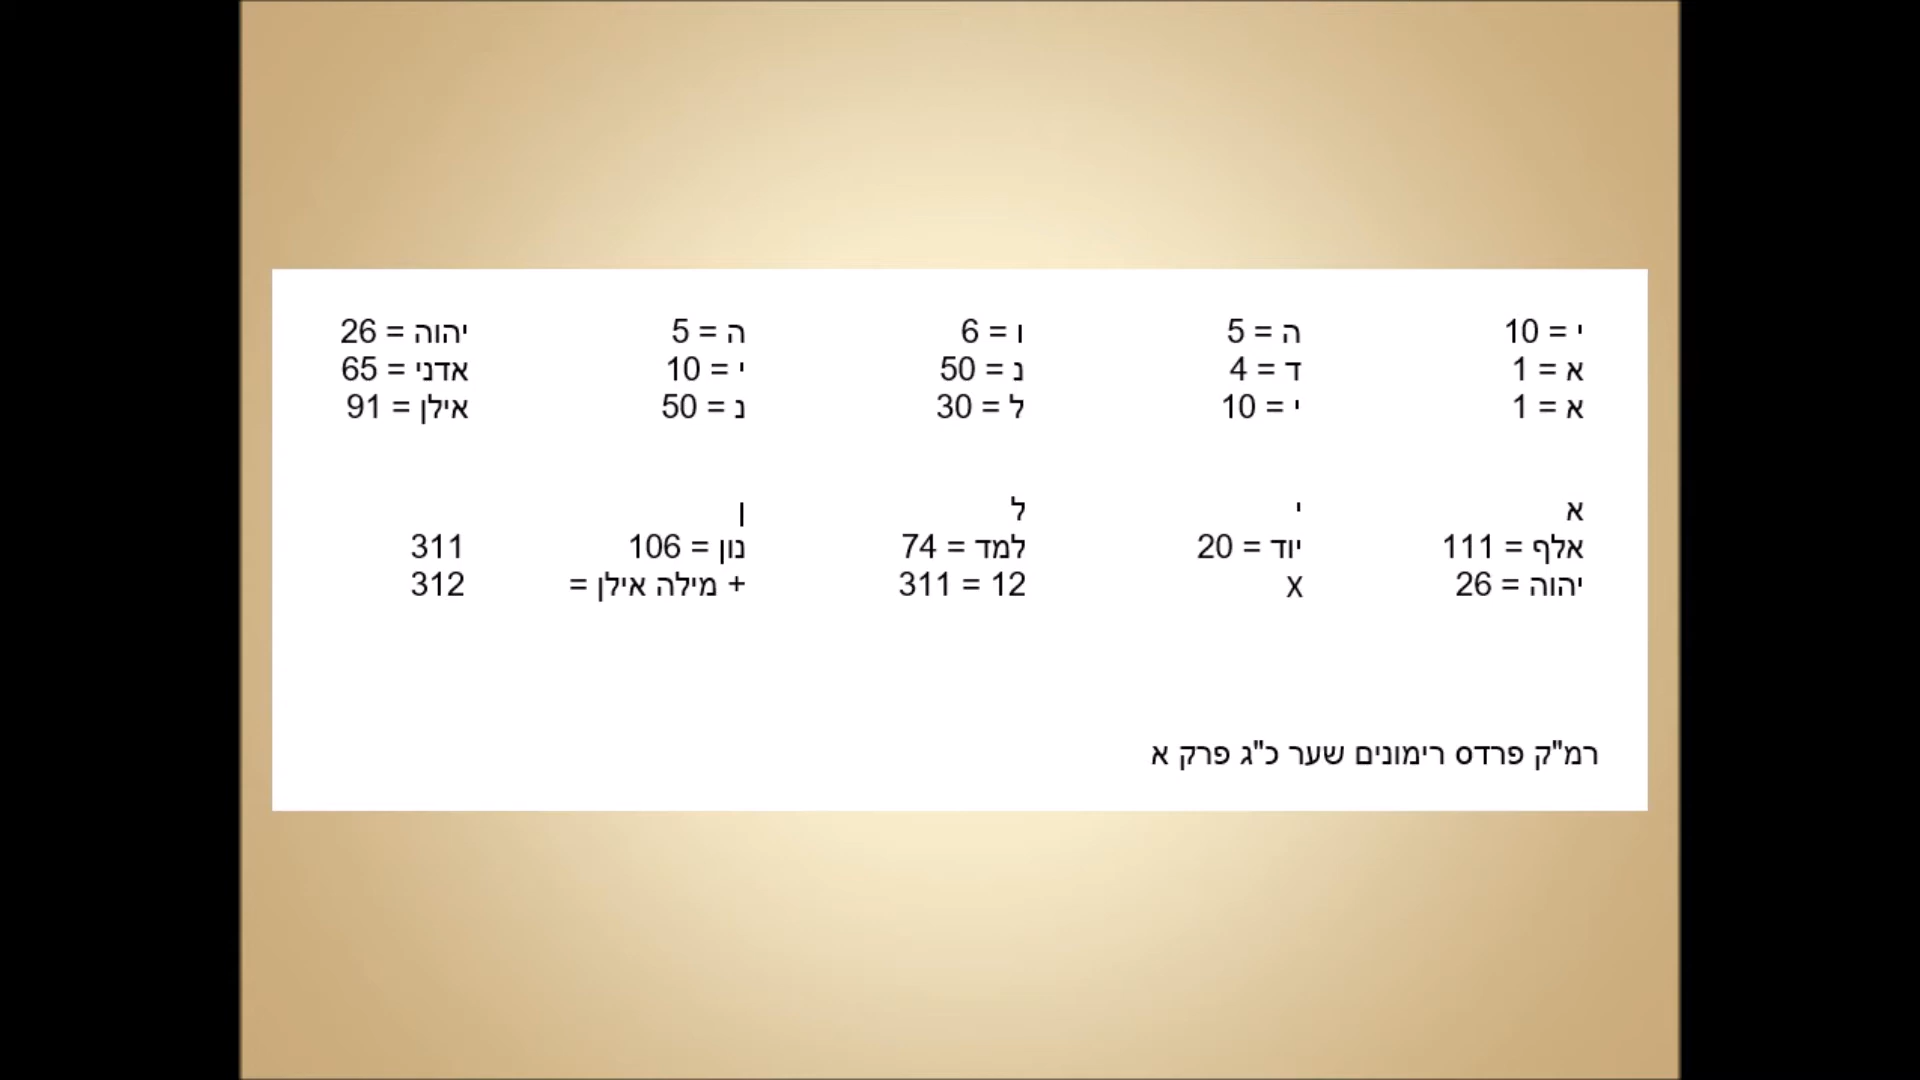 י = 10 ה = 5 ו = 6 ה = 5 יהוה = 26
א = 1 ד = 4 נ = 50 י = 10 אדני = 65
א = 1 י = 10 ל = 30 נ = 50 אילן = 91
א י ל ן
אלף = 111 יוד = 20 למד = 74 נון = 106 311
יהוה = 26 X 12 = 311 + מילה אילן = 312
רמ"ק פרדס רימונים שער כ"ג פרק א